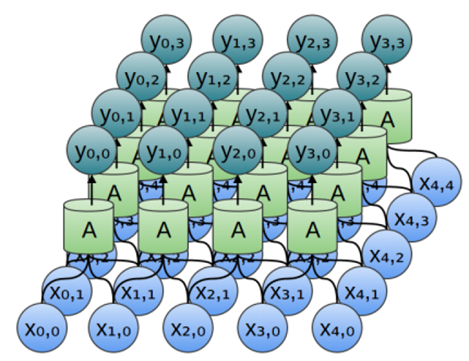 y0,3 y1,3 y2,3 y3,3
y0,2 y1,2 y2,2 y3,2
y0,1 y1,1 y2,1 y3,1
A
y0,0 y1,0 y2,0 y3,0
A
x4,4
A A A A
x4,3
A A A A
x4,2
x0,1 x1,1 x2,1 x3,1 x4,1
x0,0 x1,0 x2,0 x3,0 x4,0